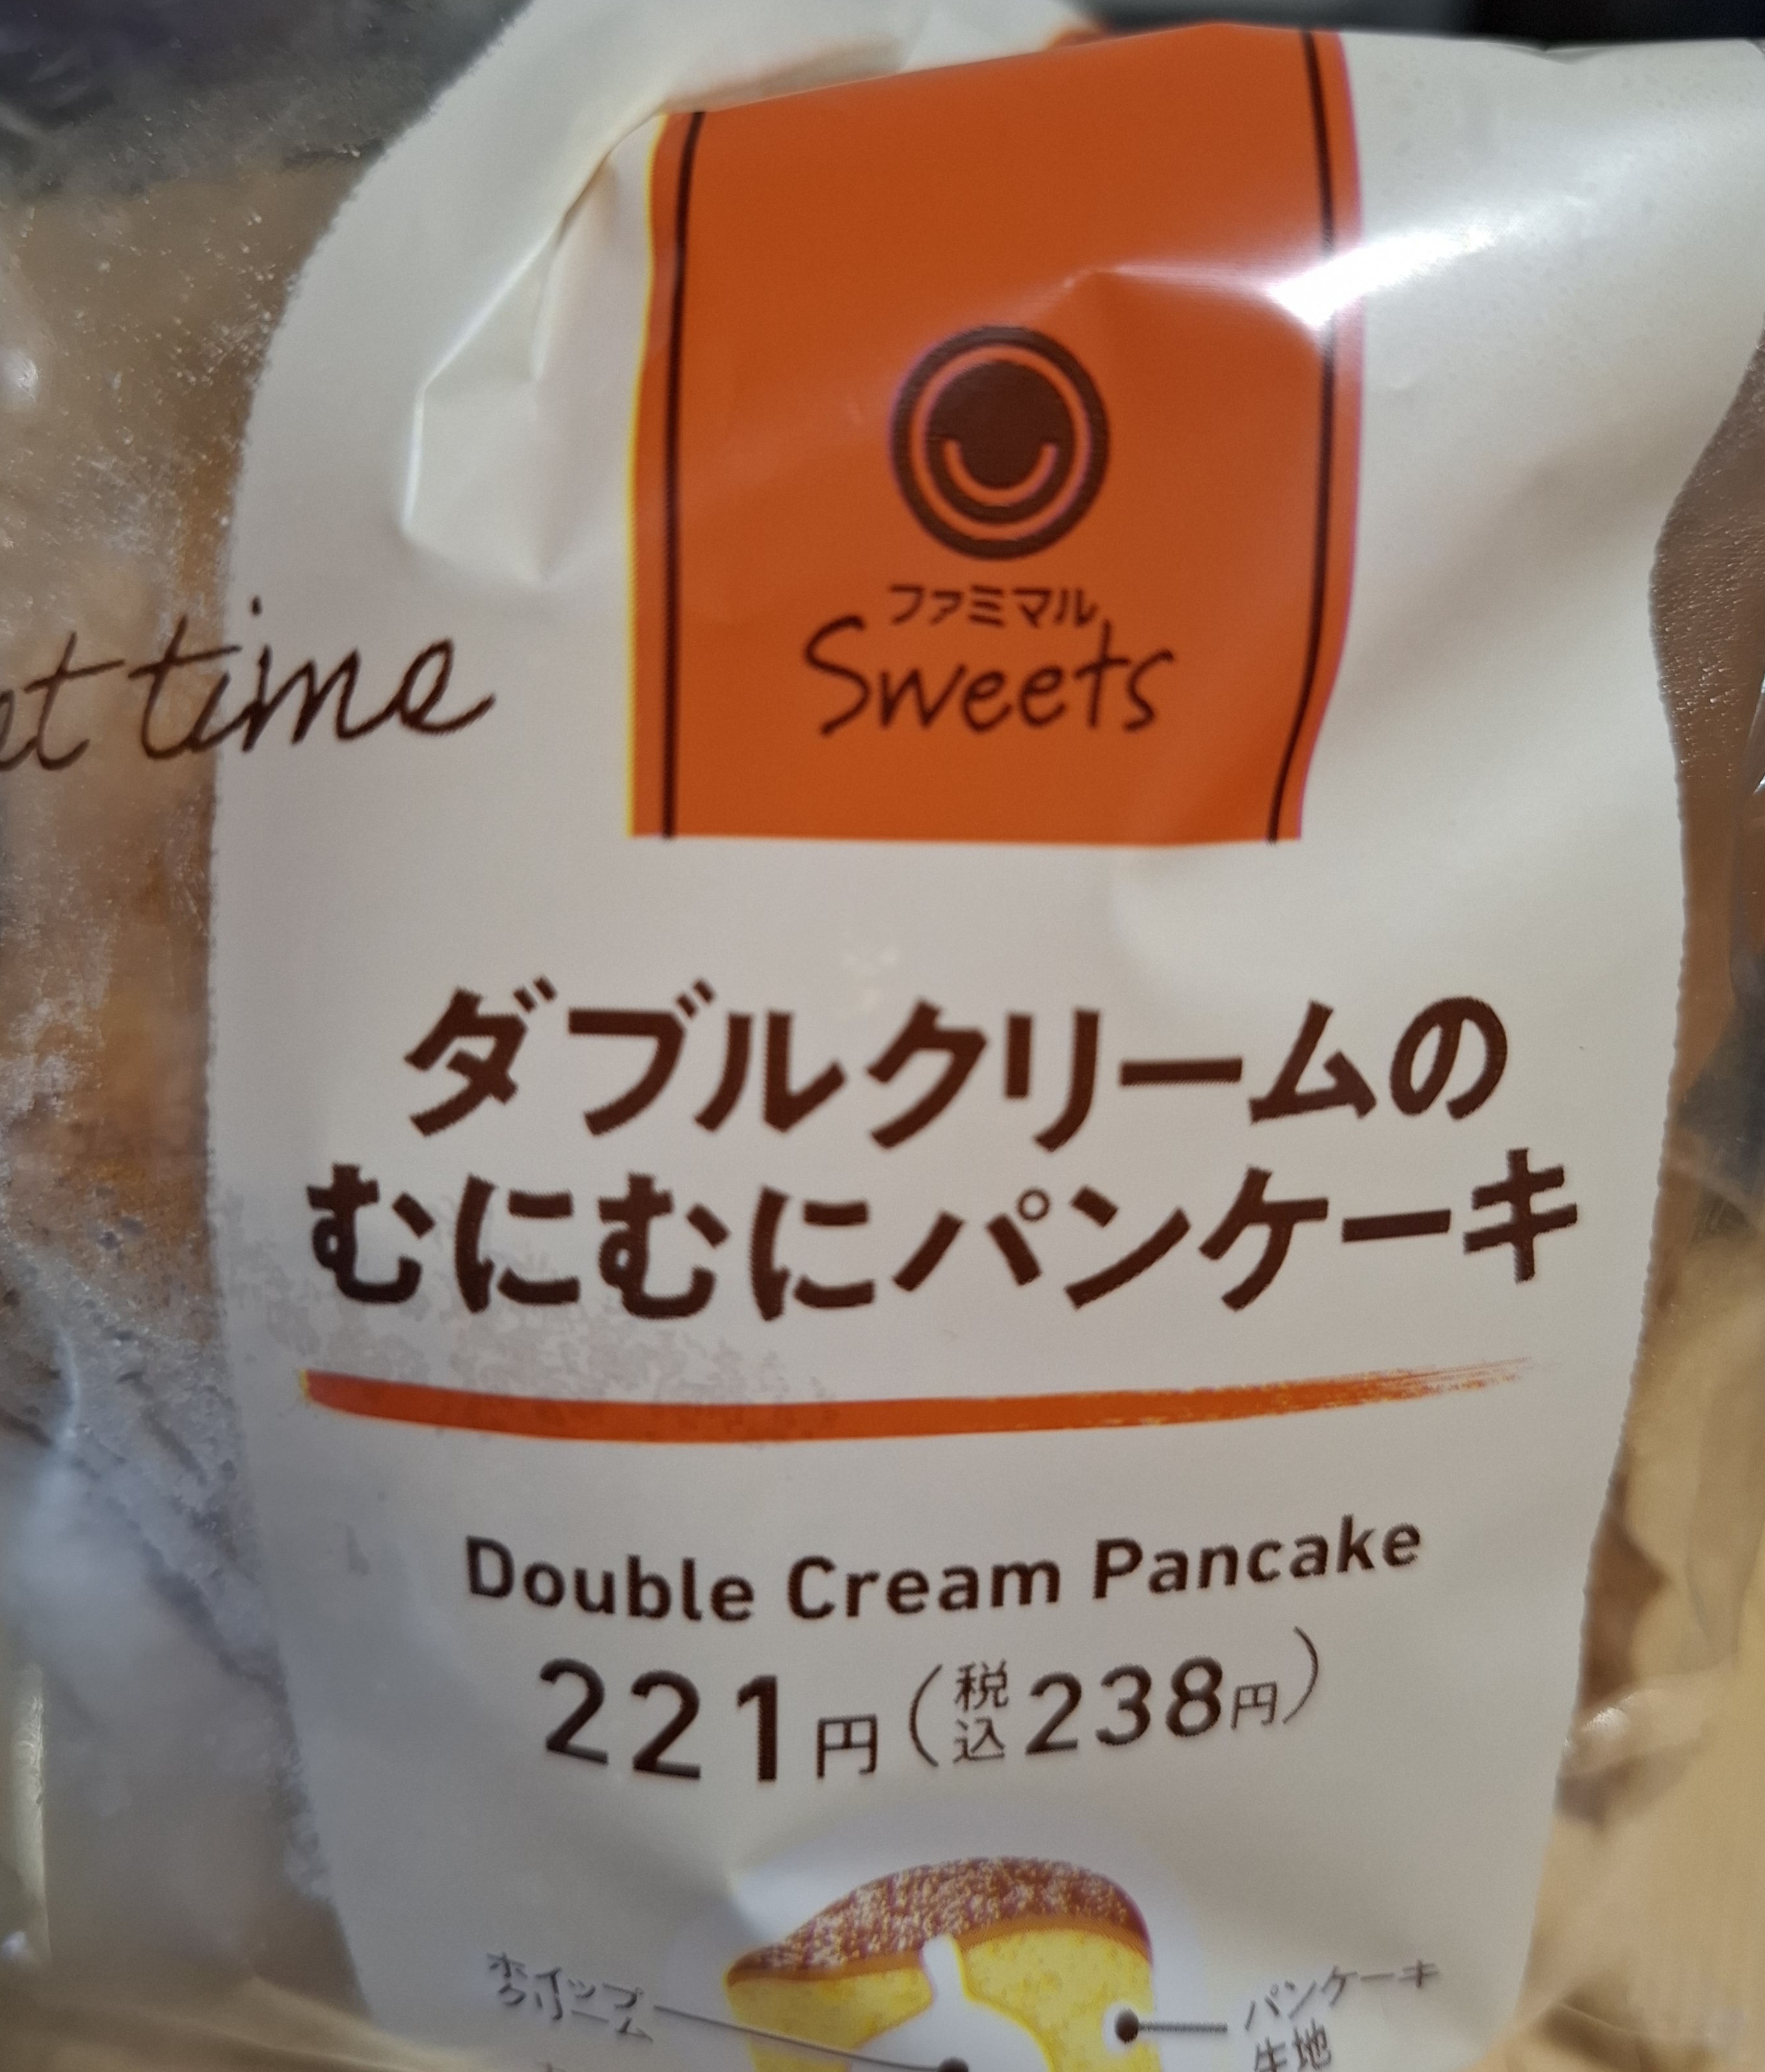 ファミマル
Sweets
time
ダブルクリームの
むにむにパンケーキ
Double Cream Pancake
221円(税込238円)
ホイップ
クリーム
パンケーキ
生地